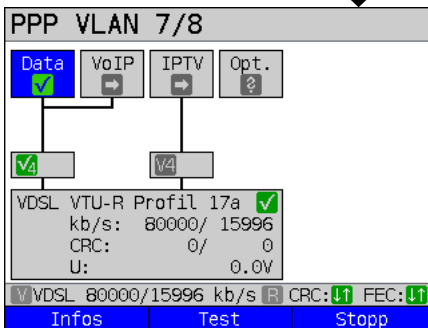 PPP VLAN 7/8
Data VoIP IPTV Opt.
V4 V4
VDSL VTU-R Profil 17a
kb/s: 80000/ 15996
CRC: 0/ 0
U: 0.0V
V VDSL 80000/15996 kb/s R CRC: FEC:
Infos Test Stopp